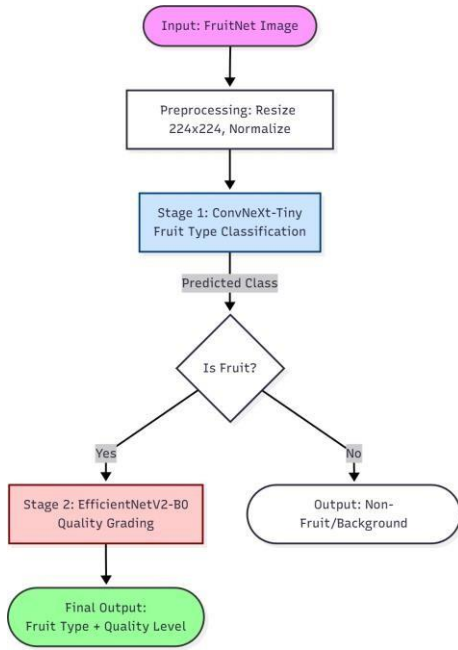 Input: FruitNet Image
Preprocessing: Resize
224x224, Normalize
Stage 1: ConvNeXt-Tiny
Fruit Type Classification
Predicted Class
Is Fruit?
Yes
No
Stage 2: EfficientNetV2-B0
Quality Grading
Output: Non-
Fruit/Background
Final Output:
Fruit Type + Quality Level